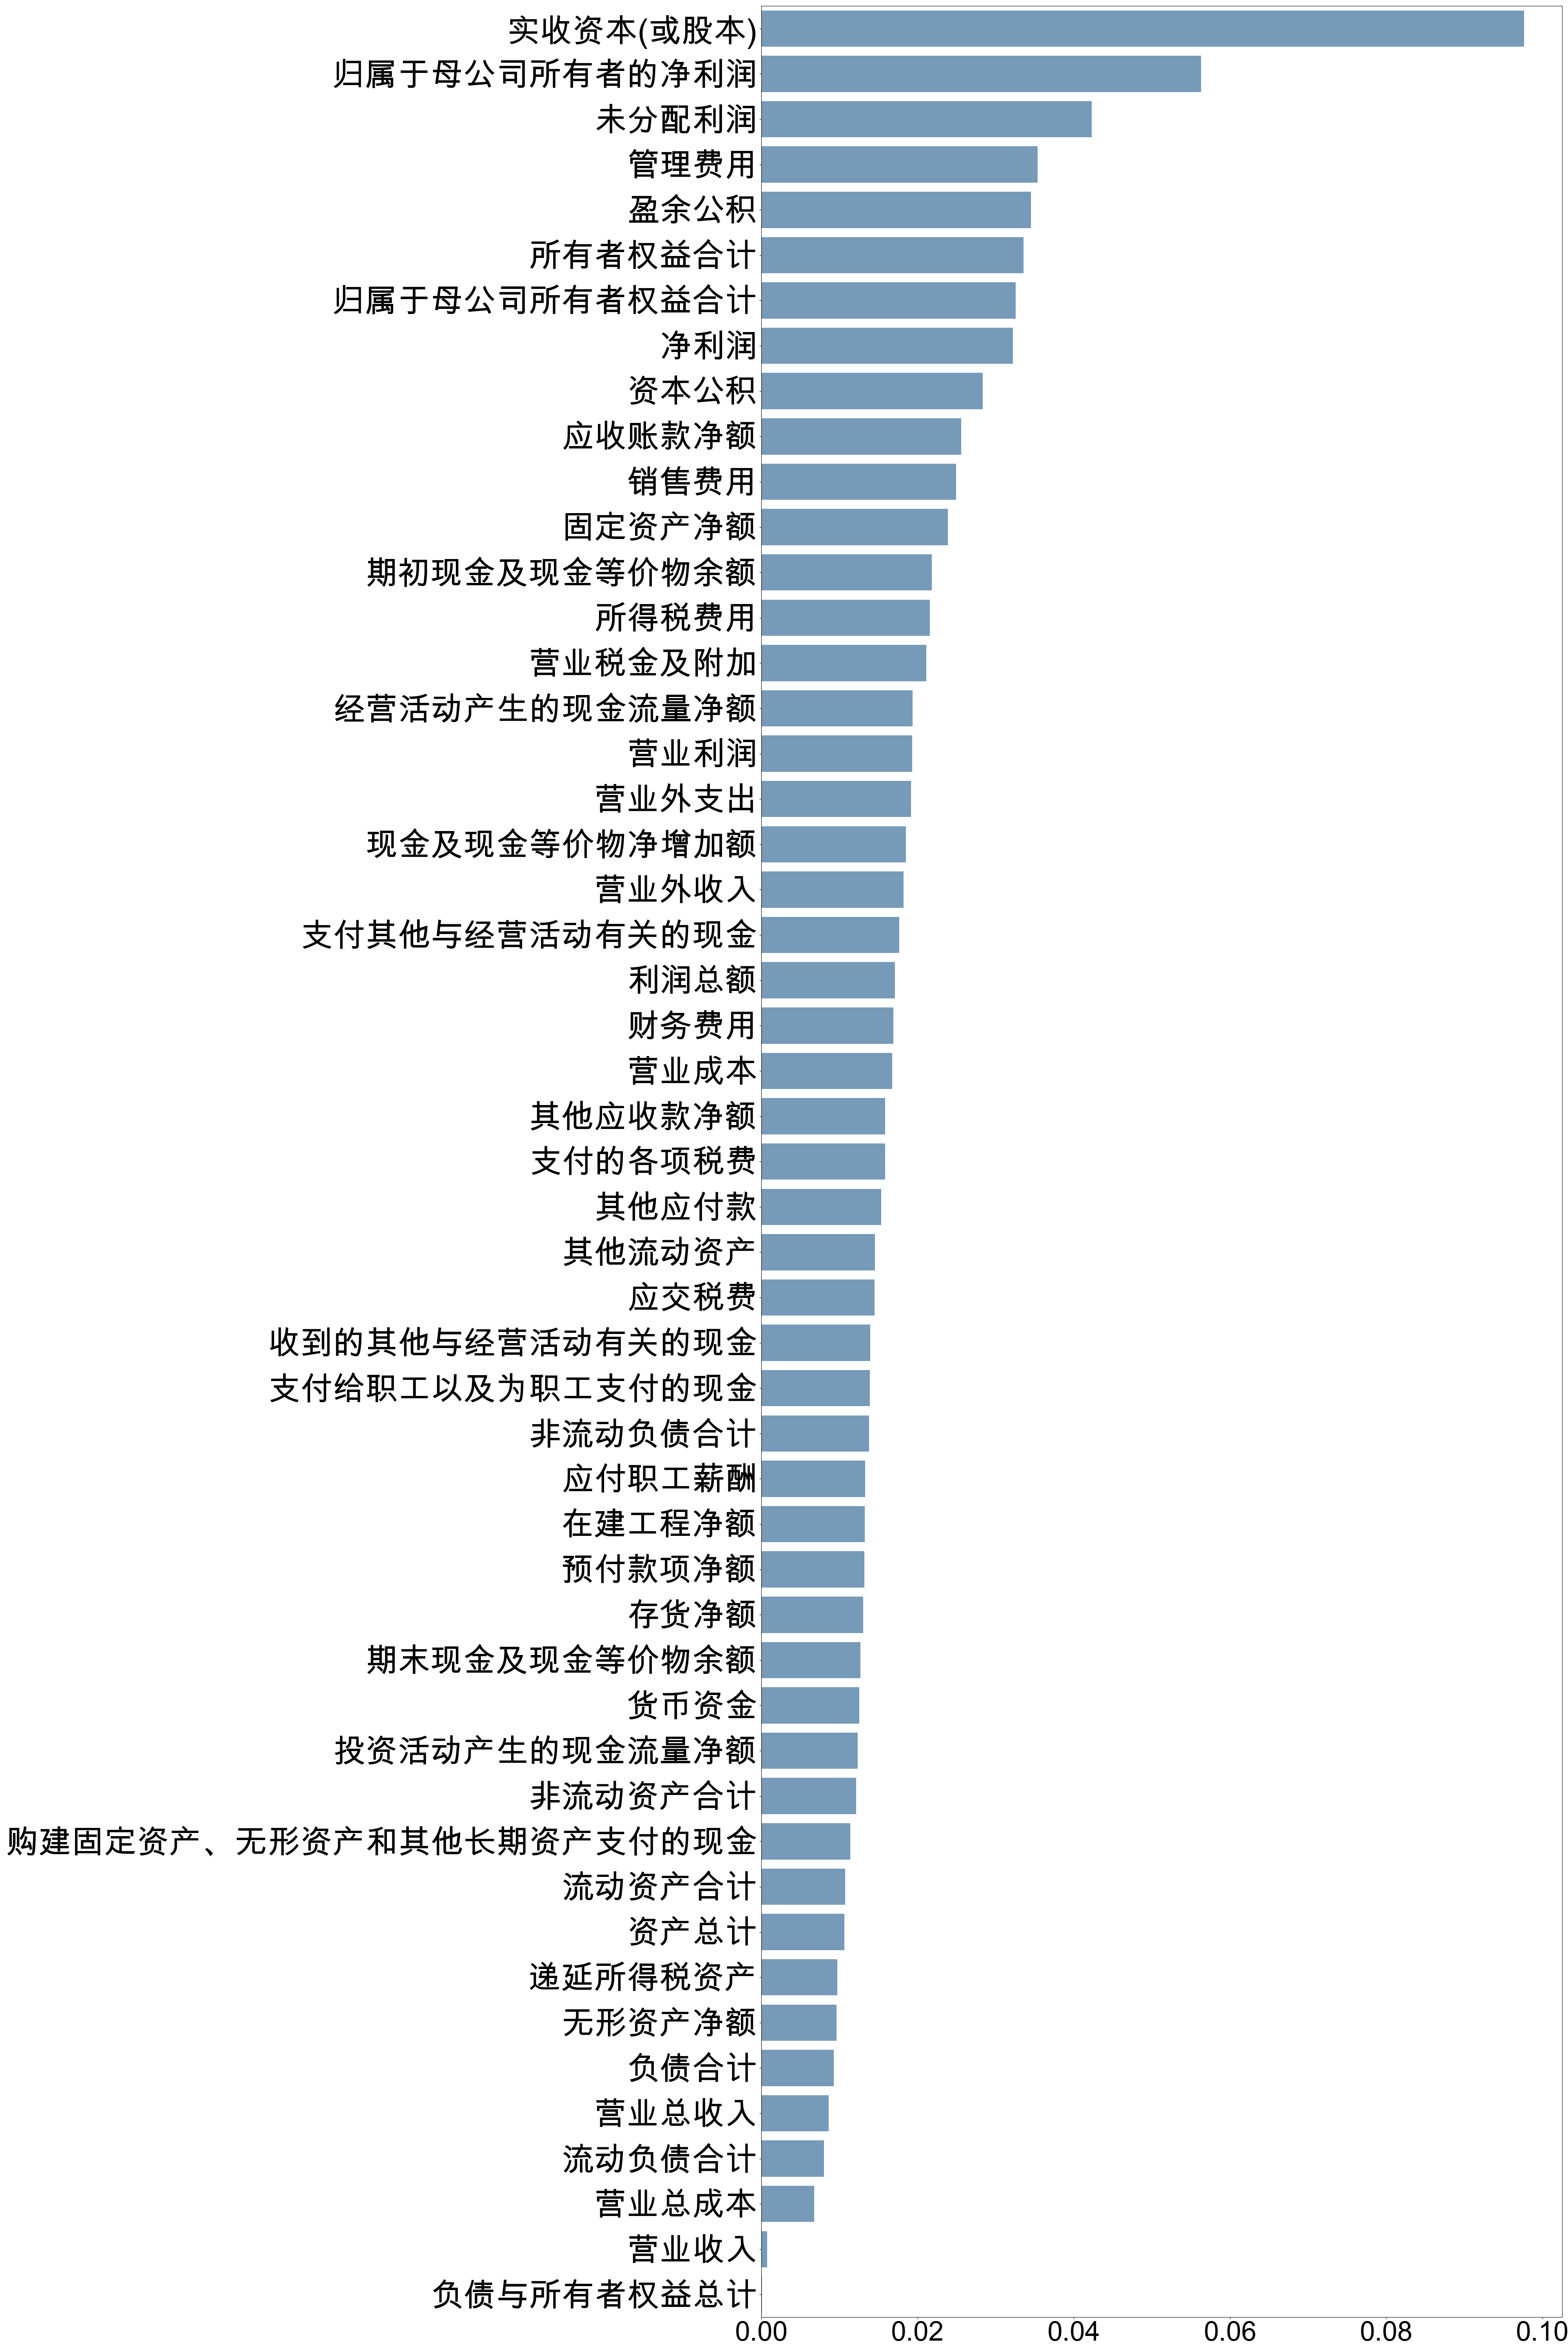 实收资本(或股本)
归属于母公司所有者的净利润
未分配利润
管理费用
盈余公积
所有者权益合计
归属于母公司所有者权益合计
净利润
资本公积
应收账款净额
销售费用
固定资产净额
期初现金及现金等价物余额
所得税费用
营业税金及附加
经营活动产生的现金流量净额
营业利润
营业外支出
现金及现金等价物净增加额
营业外收入
支付其他与经营活动有关的现金
利润总额
财务费用
营业成本
其他应收款净额
支付的各项税费
其他应付款
其他流动资产
应交税费
收到的其他与经营活动有关的现金
支付给职工以及为职工支付的现金
非流动负债合计
应付职工薪酬
在建工程净额
预付款项净额
存货净额
期末现金及现金等价物余额
货币资金
投资活动产生的现金流量净额
非流动资产合计
购建固定资产、无形资产和其他长期资产支付的现金
流动资产合计
资产总计
递延所得税资产
无形资产净额
负债合计
营业总收入
流动负债合计
营业总成本
营业收入
负债与所有者权益总计
0.00 0.02 0.04 0.06 0.08 0.10